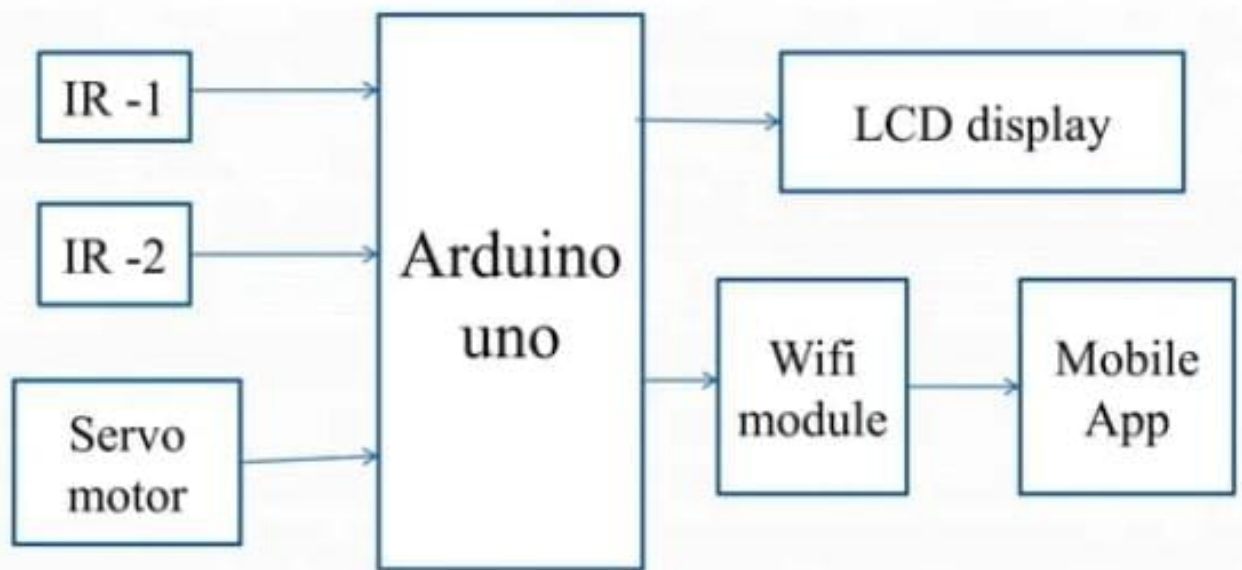 IR -1
IR -2
Servo
motor
Arduino
uno
LCD display
Wifi
module
Mobile
App